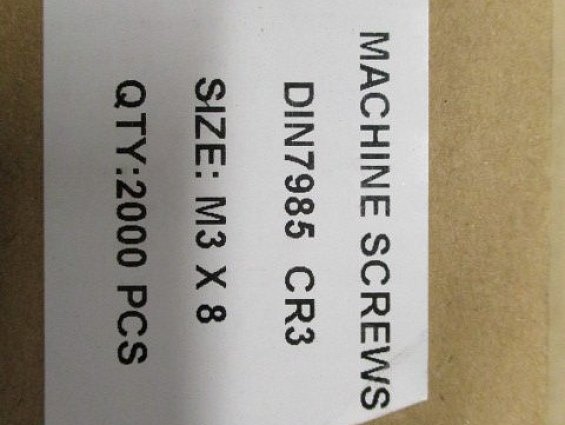 MACHINE SCREWS
DIN7985 CR3
SIZE: M3 X 8
QTY:2000 PCS